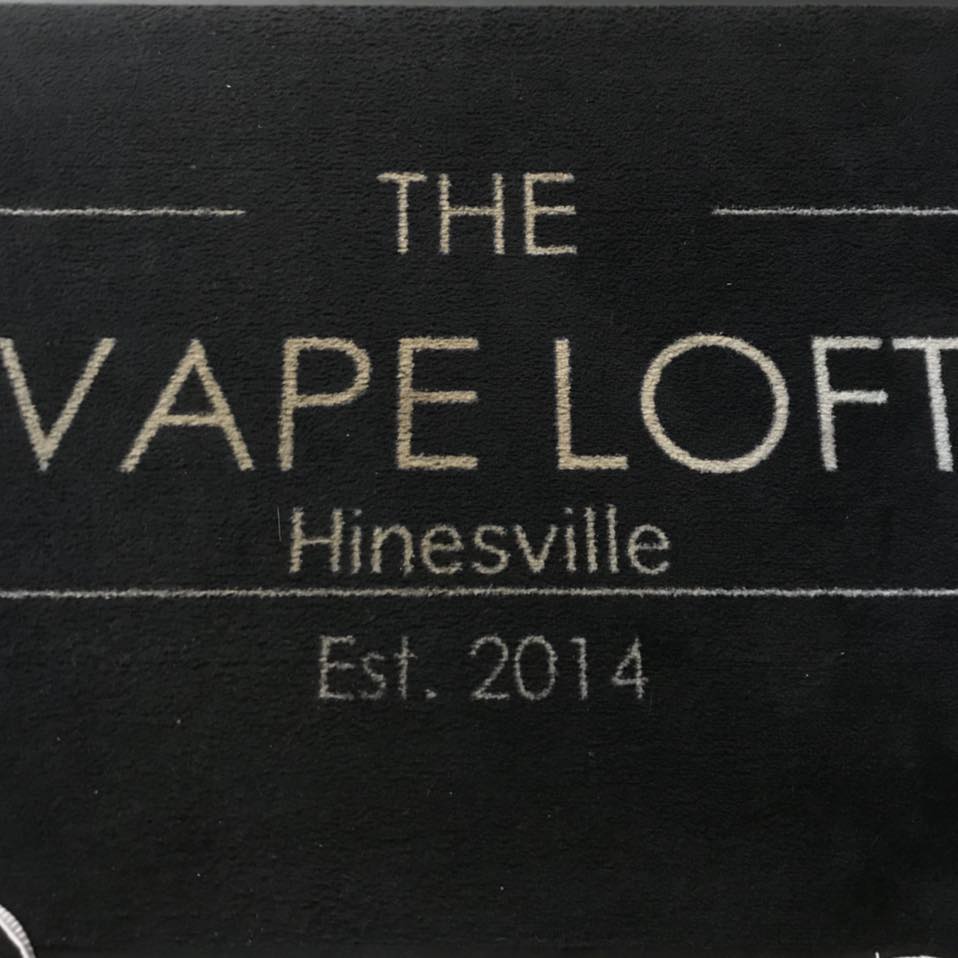 THE
VAPE LOFT
Hinesville
Est. 2014